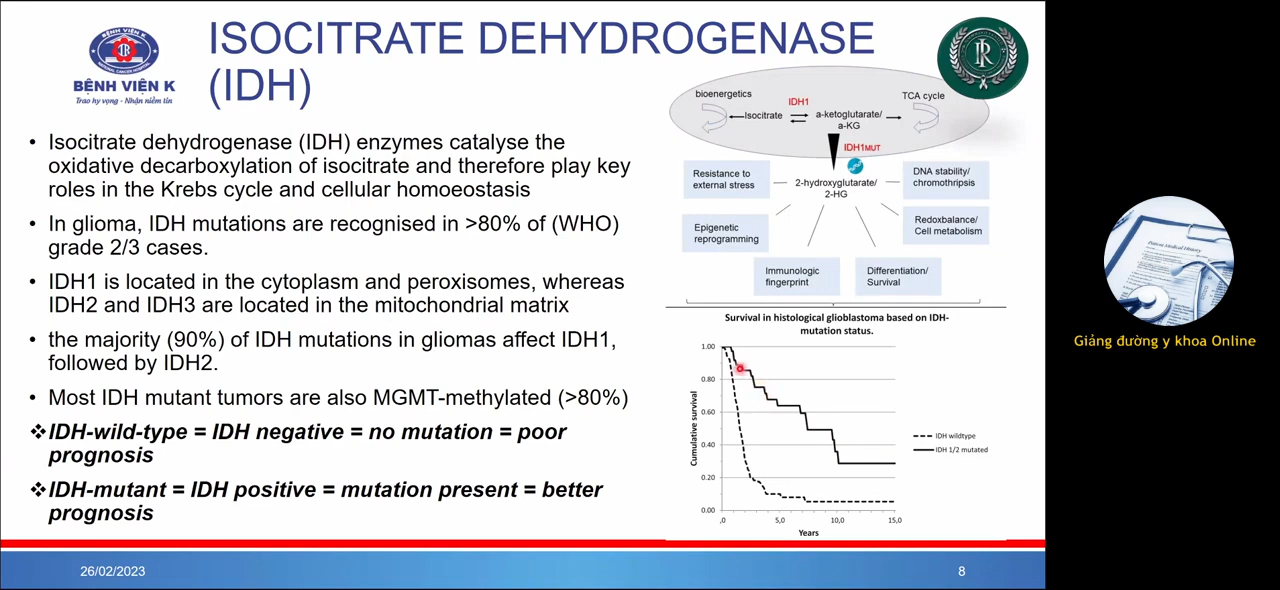 BỆNH VIỆN K
Trao hy vọng - Nhận niềm tin
ISOCITRATE DEHYDROGENASE
(IDH)
• Isocitrate dehydrogenase (IDH) enzymes catalyse the
oxidative decarboxylation of isocitrate and therefore play key
roles in the Krebs cycle and cellular homoeostasis
• In glioma, IDH mutations are recognised in >80% of (WHO)
grade 2/3 cases.
• IDH1 is located in the cytoplasm and peroxisomes, whereas
IDH2 and IDH3 are located in the mitochondrial matrix
• the majority (90%) of IDH mutations in gliomas affect IDH1,
followed by IDH2.
• Most IDH mutant tumors are also MGMT-methylated (>80%)
❖IDH-wild-type = IDH negative = no mutation = poor
prognosis
❖IDH-mutant = IDH positive = mutation present = better
prognosis
bioenergetics
IDH1
TCA cycle
Isocitrate
a-ketoglutarate/
a-KG
IDH1MUT
Resistance to
external stress
2-hydroxyglutarate/
2-HG
DNA stability/
chromothripsis
Epigenetic
reprogramming
Redoxbalance/
Cell metabolism
Immunologic
fingerprint
Differentiation/
Survival
Survival in histological glioblastoma based on IDH-
mutation status.
1.00
0.80
0.60
0.40
0.20
0.00
Cumulative survival
,0
5,0
10,0
15,0
Years
IDH wildtype
IDH 1/2 mutated
26/02/2023
8
Patient Medical History
Giảng đường y khoa Online